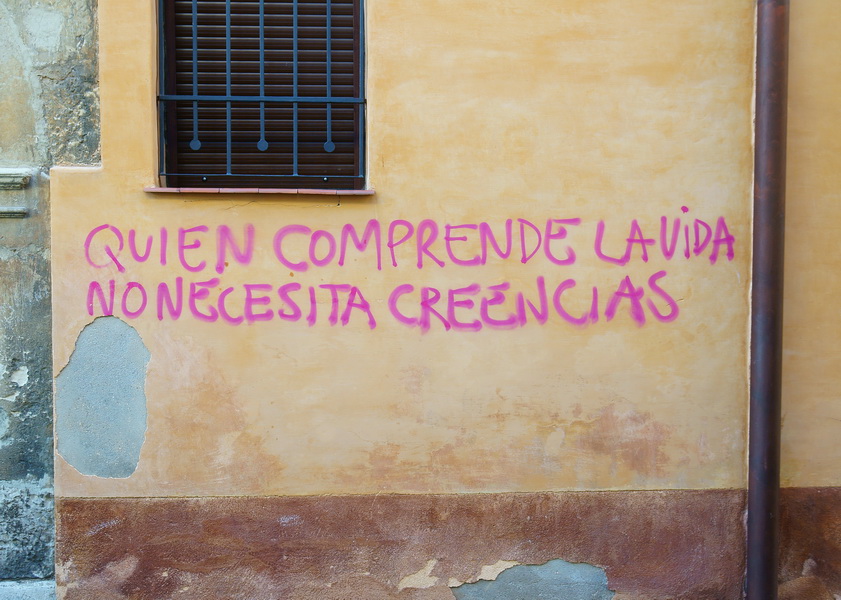 QUIEN COMPRENDE LA VIDA
NO NECESITA CREENCIAS